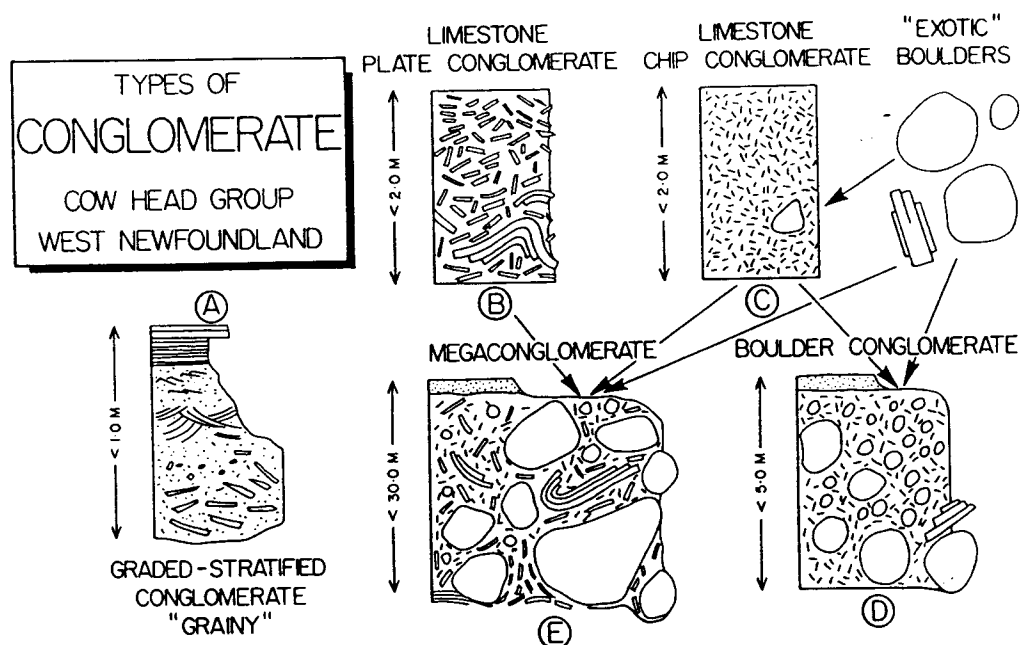 TYPES OF
CONGLOMERATE
COW HEAD GROUP
WEST NEWFOUNDLAND
LIMESTONE
PLATE CONGLOMERATE
< 2.0 M
B
LIMESTONE
CHIP CONGLOMERATE
< 2.0 M
C
"EXOTIC"
BOULDERS
A
< 1.0 M
GRADED-STRATIFIED
CONGLOMERATE
"GRAINY"
MEGACONGLOMERATE
< 30.0 M
E
BOULDER CONGLOMERATE
< 5.0 M
D